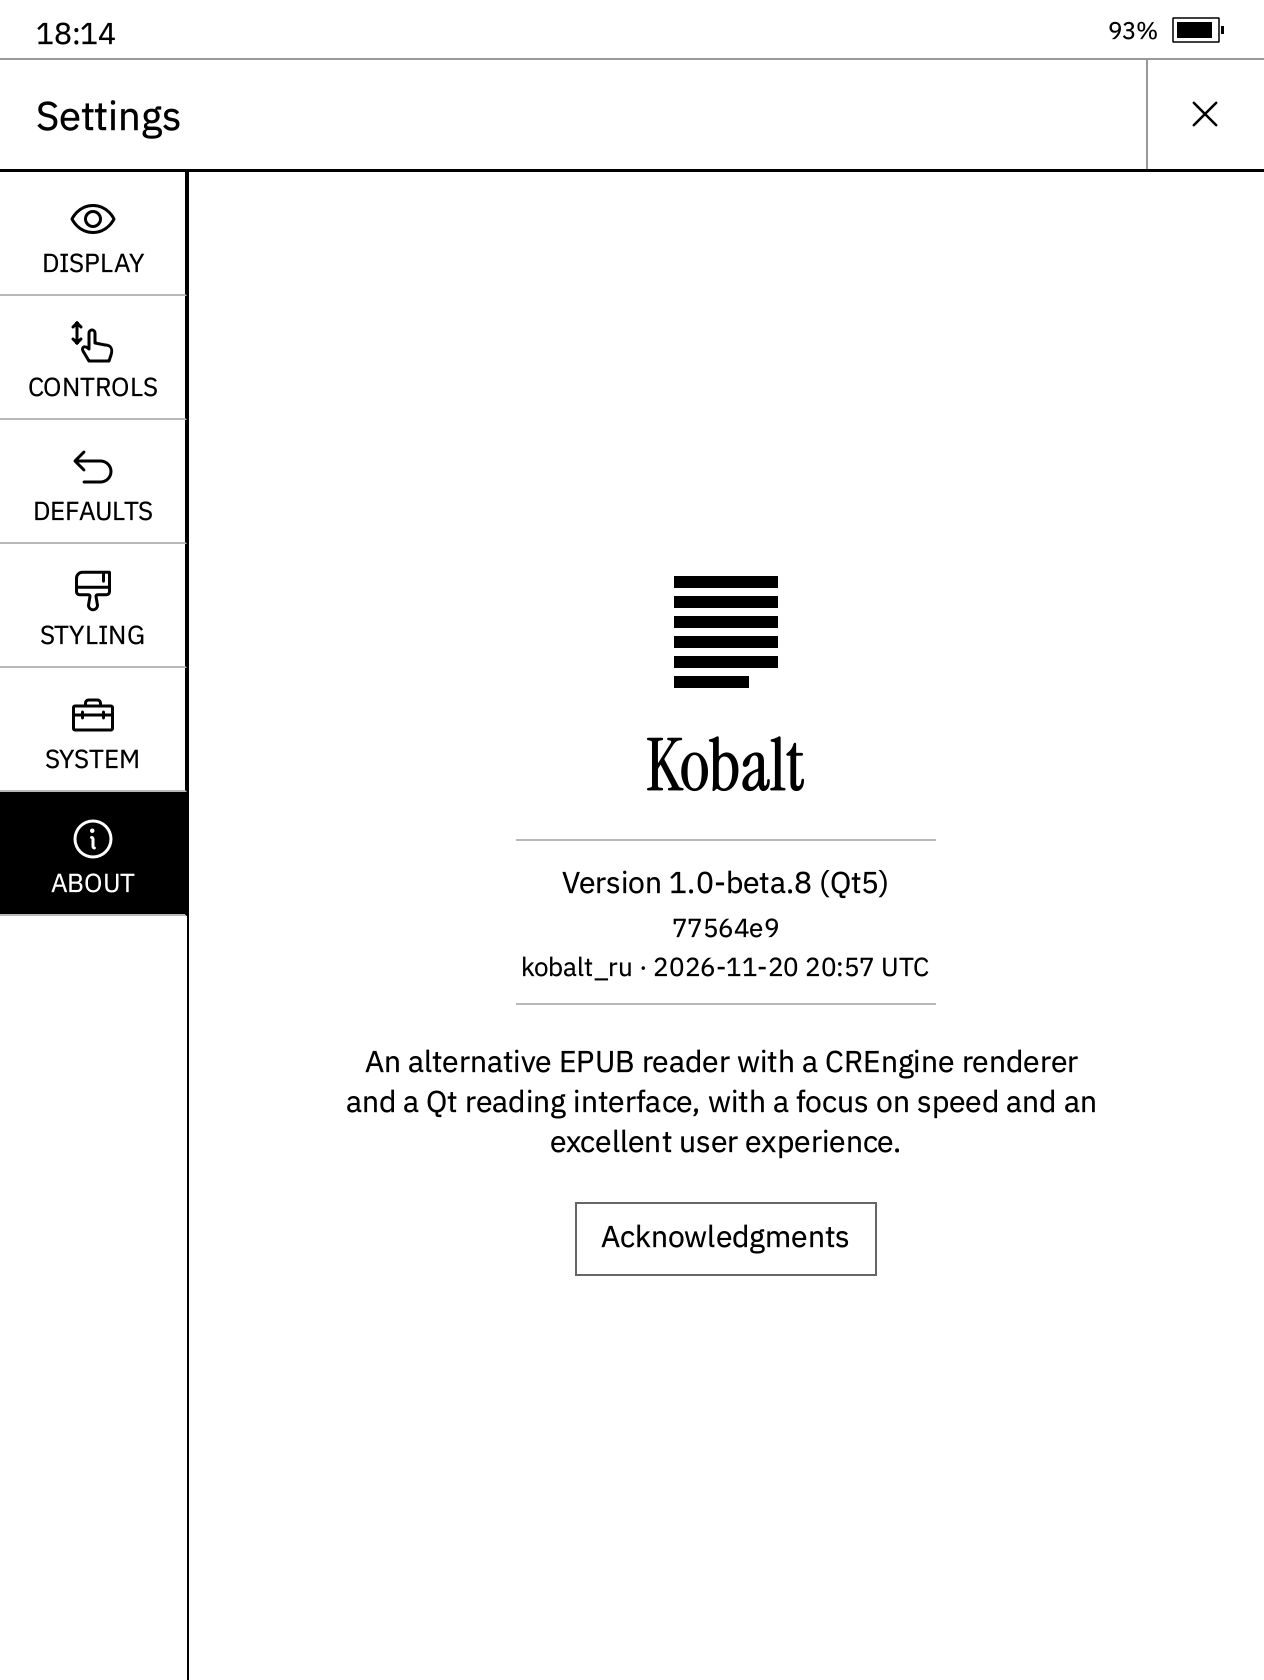 18:14
93%
Settings
DISPLAY
CONTROLS
DEFAULTS
STYLING
SYSTEM
ABOUT
Kobalt
Version 1.0-beta.8 (Qt5)
77564e9
kobalt_ru · 2026-11-20 20:57 UTC
An alternative EPUB reader with a CREngine renderer
and a Qt reading interface, with a focus on speed and an
excellent user experience.
Acknowledgments